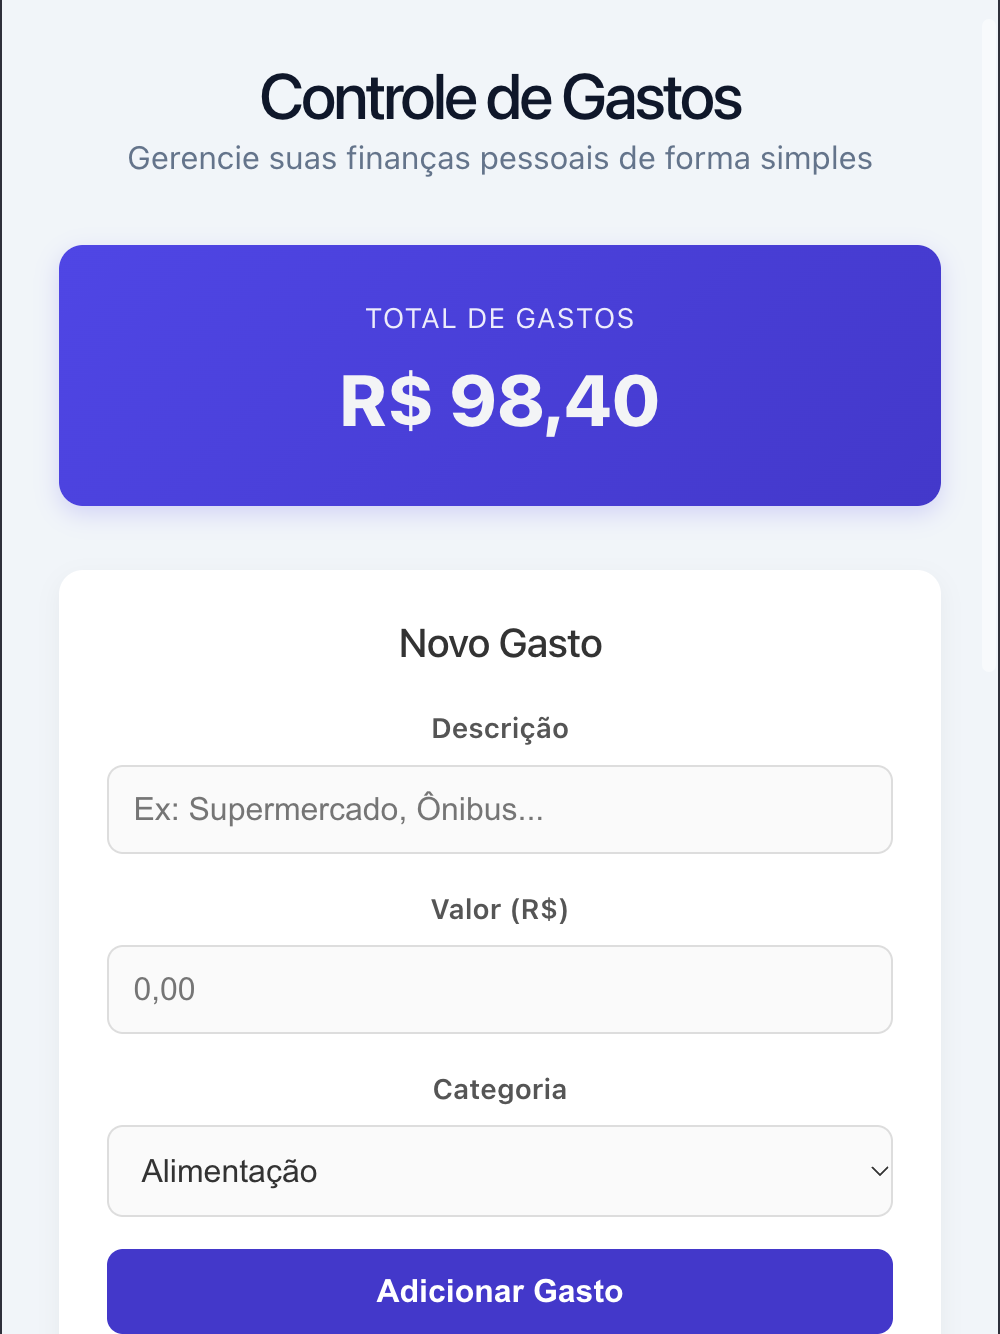 Controle de Gastos
Gerencie suas finanças pessoais de forma simples
TOTAL DE GASTOS
R$ 98,40
Novo Gasto
Descrição
Ex: Supermercado, Ônibus...
Valor (R$)
0,00
Categoria
Alimentação
Adicionar Gasto